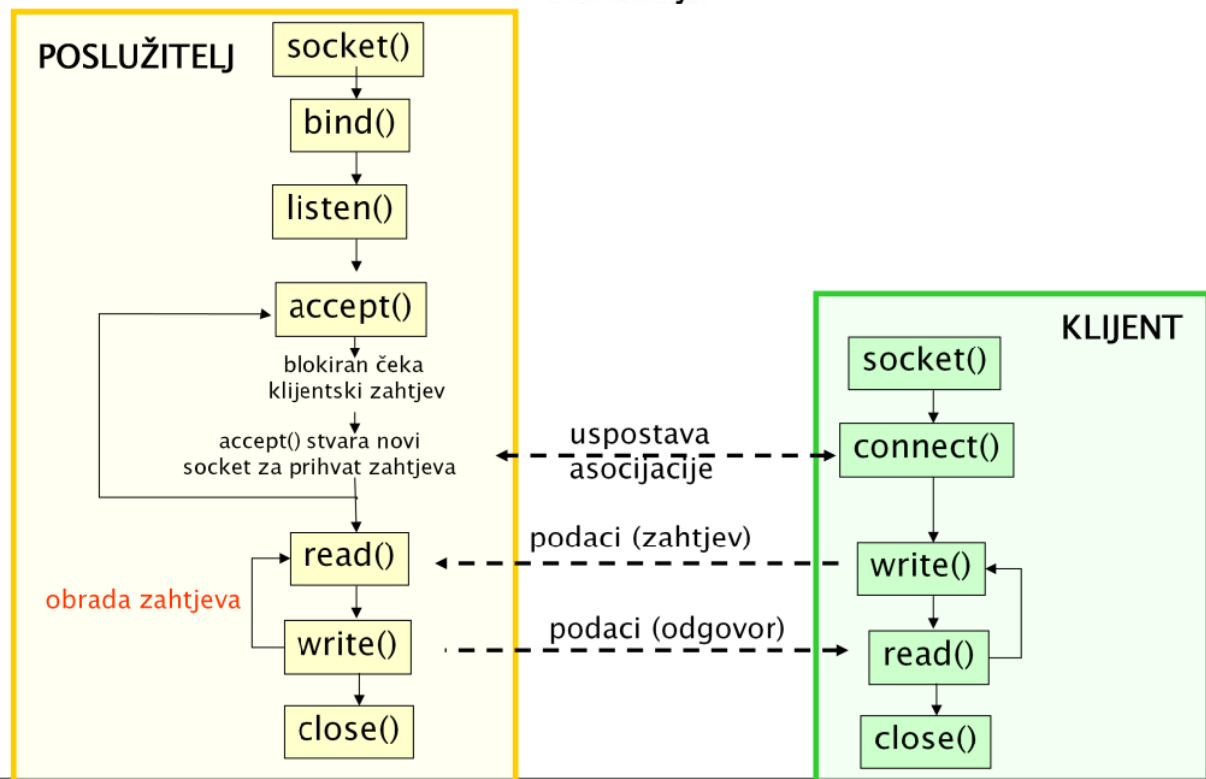 POSLUŽITELJ
socket()
bind()
listen()
accept()
blokiran čeka
klijentski zahtjev
accept() stvara novi
socket za prihvat zahtjeva
read()
obrada zahtjeva
write()
close()
uspostava
asocijacije
podaci (zahtjev)
podaci (odgovor)
KLIJENT
socket()
connect()
write()
read()
close()